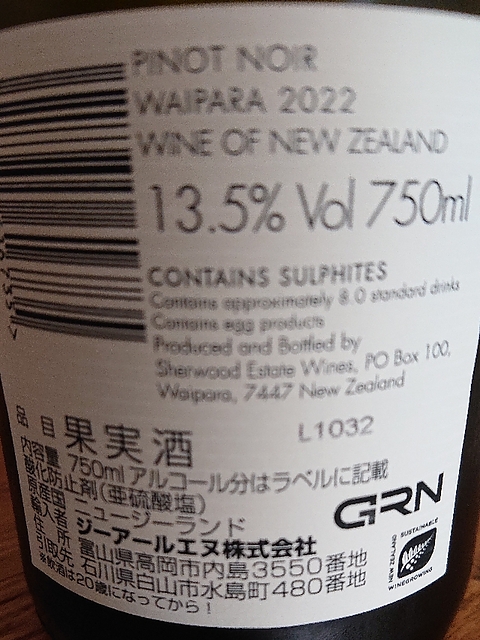 PINOT NOIR
WAIPARA 2022
WINE OF NEW ZEALAND
13.5% Vol 750ml
CONTAINS SULPHITES
Contains approximately 8.0 standard drinks
Contains egg products
Produced and Bottled by
Sherwood Estate Wines, PO Box 100,
Waipara, 7447 New Zealand
L1032
品目 果実酒
内容量 750ml アルコール分はラベルに記載
酸化防止剤(亜硫酸塩)
原産国 ニュージーランド
輸入者 ジーアールエヌ株式会社
住所 富山県高岡市内島3550番地
引取先 石川県白山市水島町480番地
※飲酒は20歳になってから!
GRN
SUSTAINABLE
NEW ZEALAND
WINEGROWING